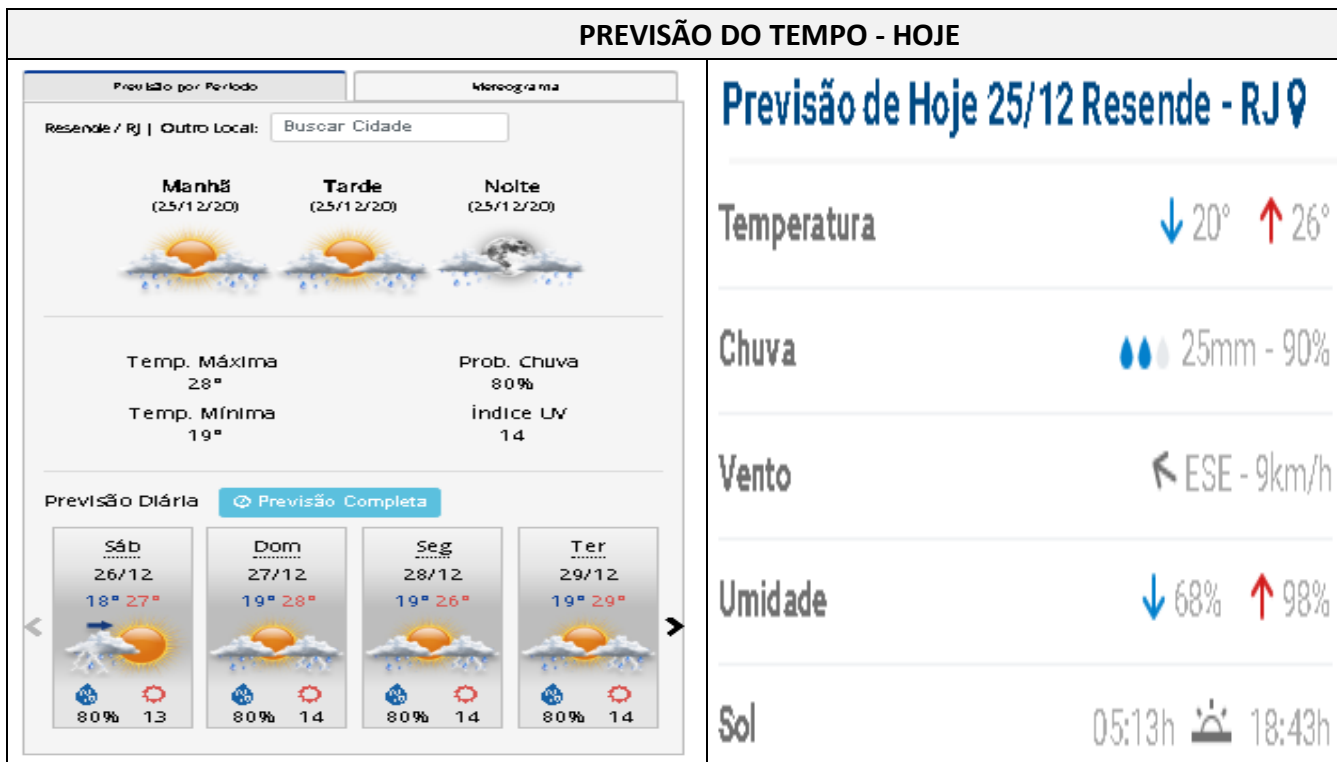 PREVISÃO DO TEMPO - HOJE
Previsão por Período
Meteograma
Resende / RJ | Outro Local: Buscar Cidade
Manhã Tarde Noite
(25/12/20) (25/12/20) (25/12/20)
Temp. Máxima Prob. Chuva
28° 80%
Temp. Mínima Índice UV
19° 14
Previsão Diária Previsão Completa
Sáb Dom Seg Ter
26/12 27/12 28/12 29/12
18° 27° 19° 28° 19° 26° 19° 29°
80% 13 80% 14 80% 14 80% 14
Previsão de Hoje 25/12 Resende - RJ
Temperatura 20° 26°
Chuva 25mm - 90%
Vento ESE - 9km/h
Umidade 68% 98%
Sol 05:13h 18:43h